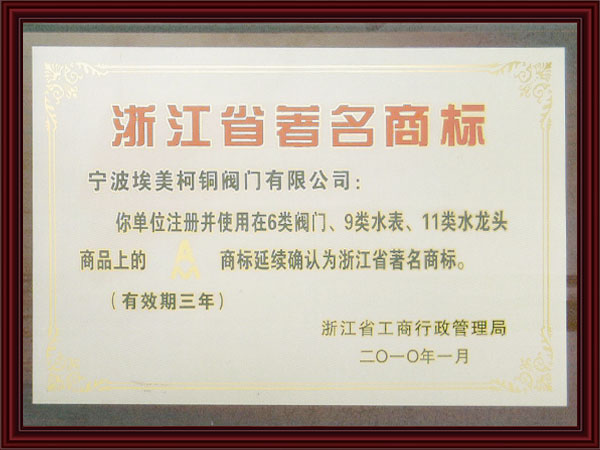 浙江省著名商标
宁波埃美柯铜阀门有限公司：
你单位注册并使用在6类阀门、9类水表、11类水龙头
商品上的 商标延续确认为浙江省著名商标。
（有效期三年）
浙江省工商行政管理局
二〇一〇年一月